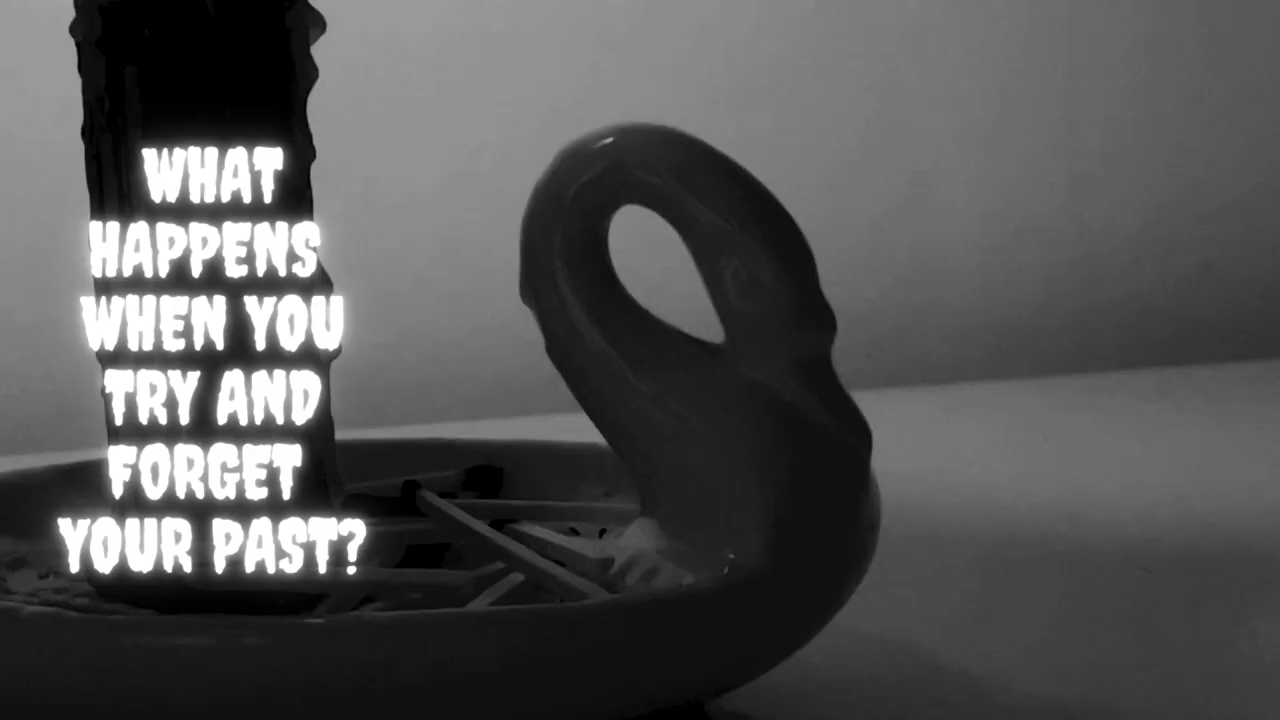 WHAT
HAPPENS
WHEN YOU
TRY AND
FORGET
YOUR PAST?